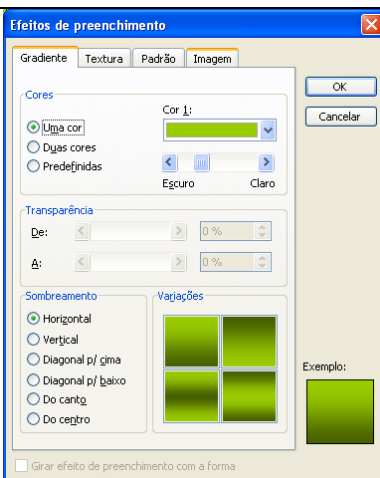 Efeitos de preenchimento
Gradiente Textura Padrão Imagem
OK
Cancelar
Cores
Cor 1:
Uma cor
Duas cores
Predefinidas
Escuro Claro
Transparência
De: 0 %
A: 0 %
Sombreamento
Horizontal
Vertical
Diagonal p/ cima
Diagonal p/ baixo
Do canto
Do centro
Variações
Exemplo:
Girar efeito de preenchimento com a forma